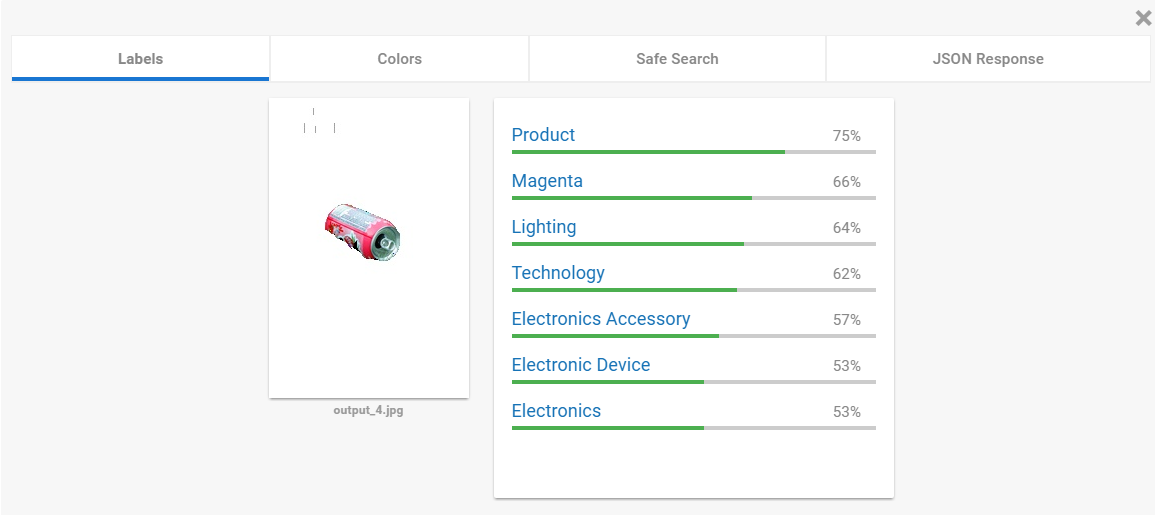 Labels
Colors
Safe Search
JSON Response
output_4.jpg
Product 75%
Magenta 66%
Lighting 64%
Technology 62%
Electronics Accessory 57%
Electronic Device 53%
Electronics 53%